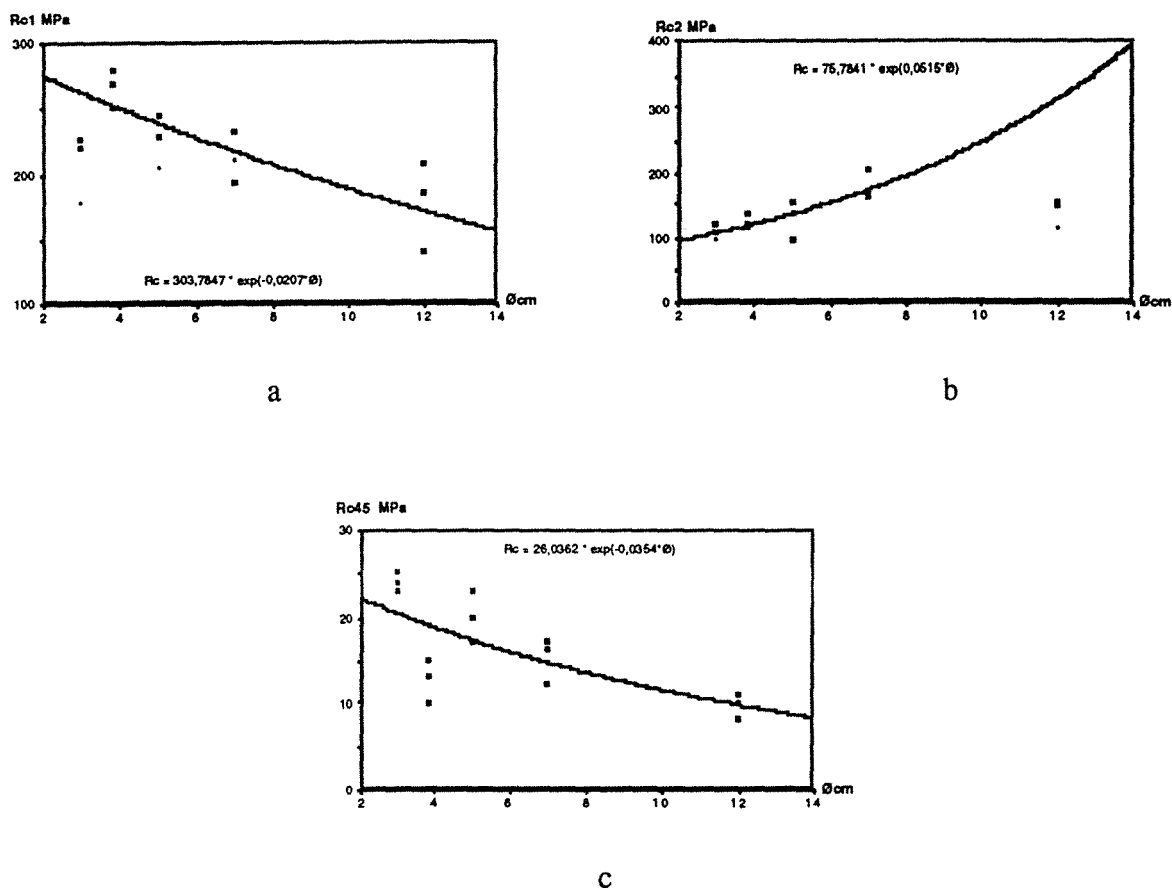 Rc1 MPa
300
200
100
Rc = 303,7847 * exp(-0,0207*Ø)
2 4 6 8 10 12 14
Øcm
a
Rc2 MPa
400
300
200
100
0
Rc = 75,7841 * exp(0,0515*Ø)
2 4 6 8 10 12 14
Øcm
b
Rc45 MPa
30
20
10
0
Rc = 26,0362 * exp(-0,0354*Ø)
2 4 6 8 10 12 14
Øcm
c